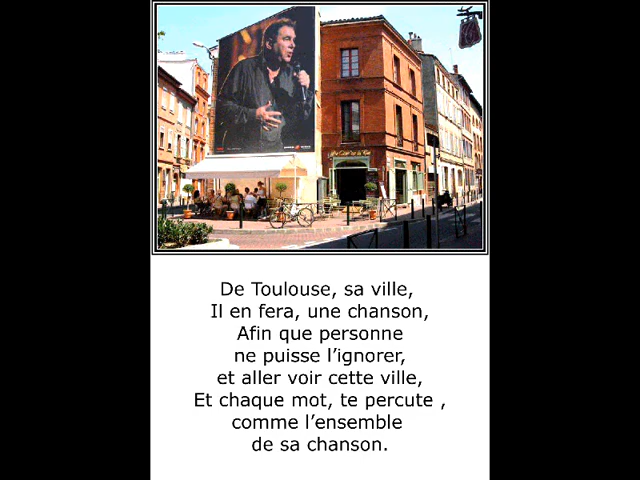 De Toulouse, sa ville,
Il en fera, une chanson,
Afin que personne
ne puisse l’ignorer,
et aller voir cette ville,
Et chaque mot, te percute ,
comme l’ensemble
de sa chanson.